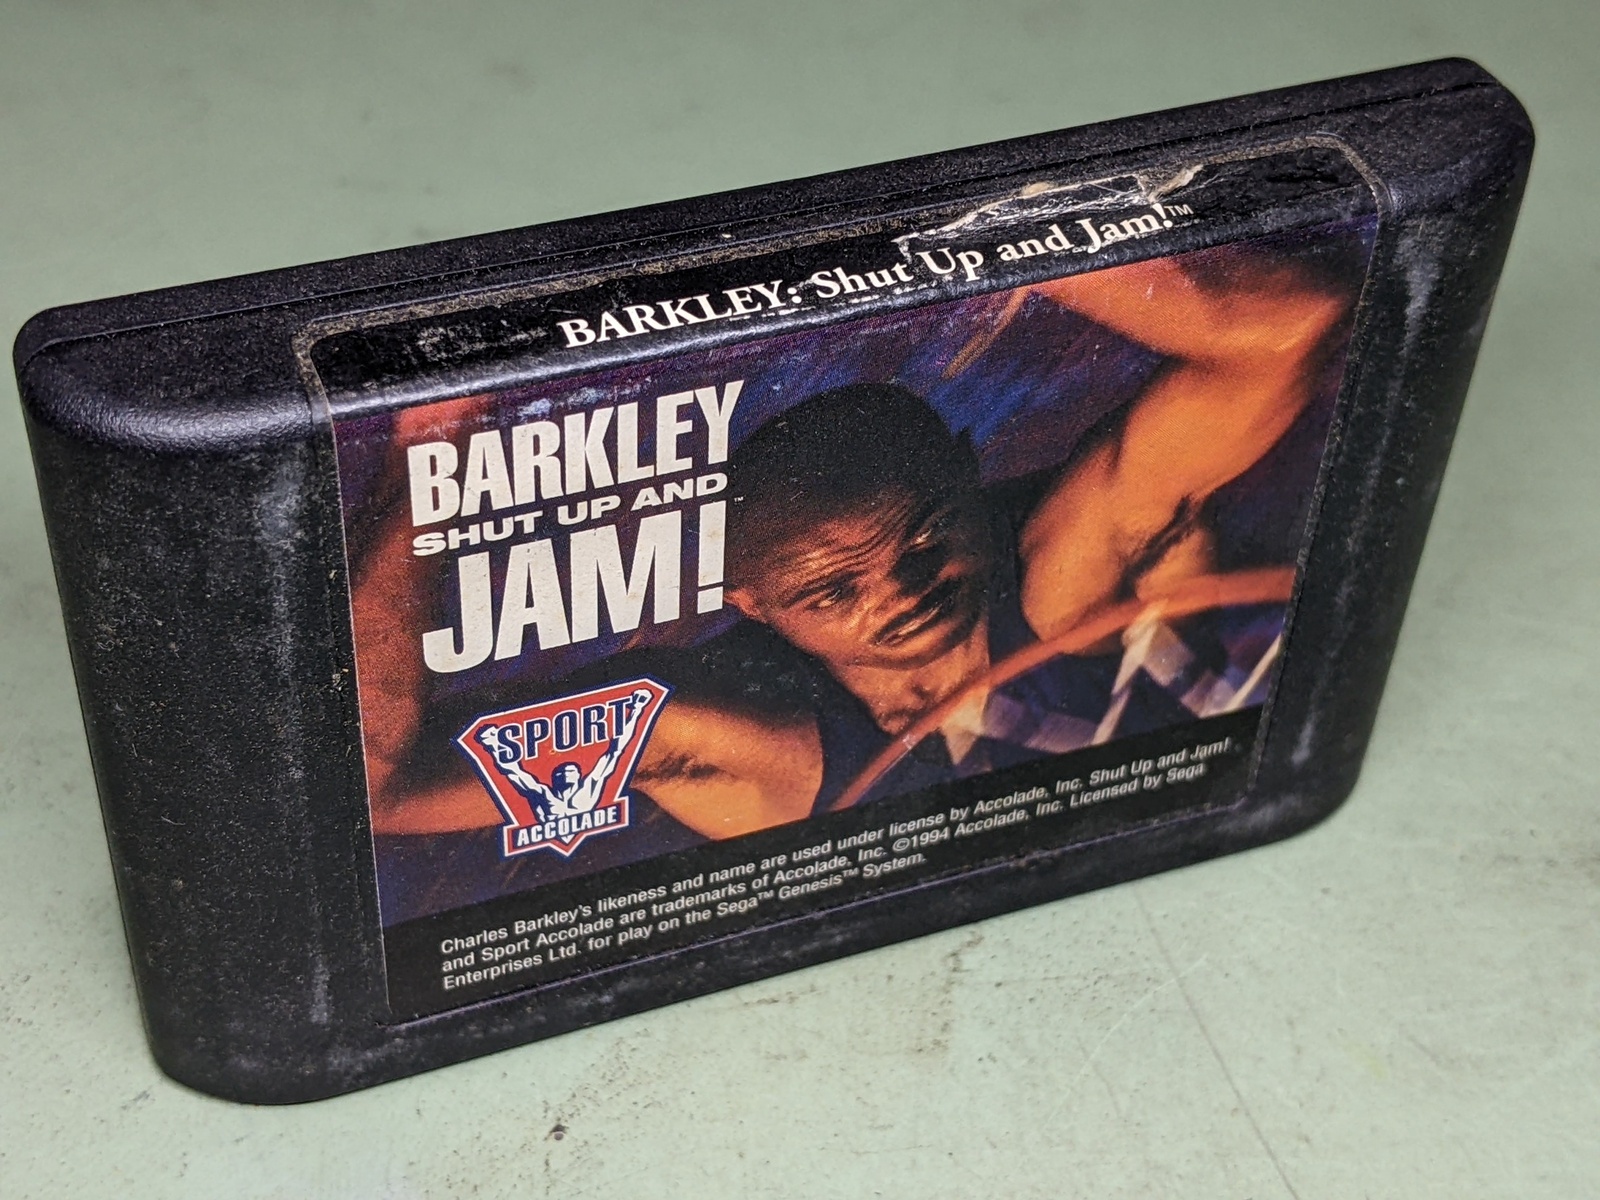 BARKLEY: Shut Up and Jam!™
BARKLEY
SHUT UP AND™
JAM!
SPORT
ACCOLADE
Charles Barkley's likeness and name are used under license by Accolade, Inc. Shut Up and Jam!
and Sport Accolade are trademarks of Accolade, Inc. ©1994 Accolade, Inc. Licensed by Sega
Enterprises Ltd. for play on the Sega™ Genesis™ System.